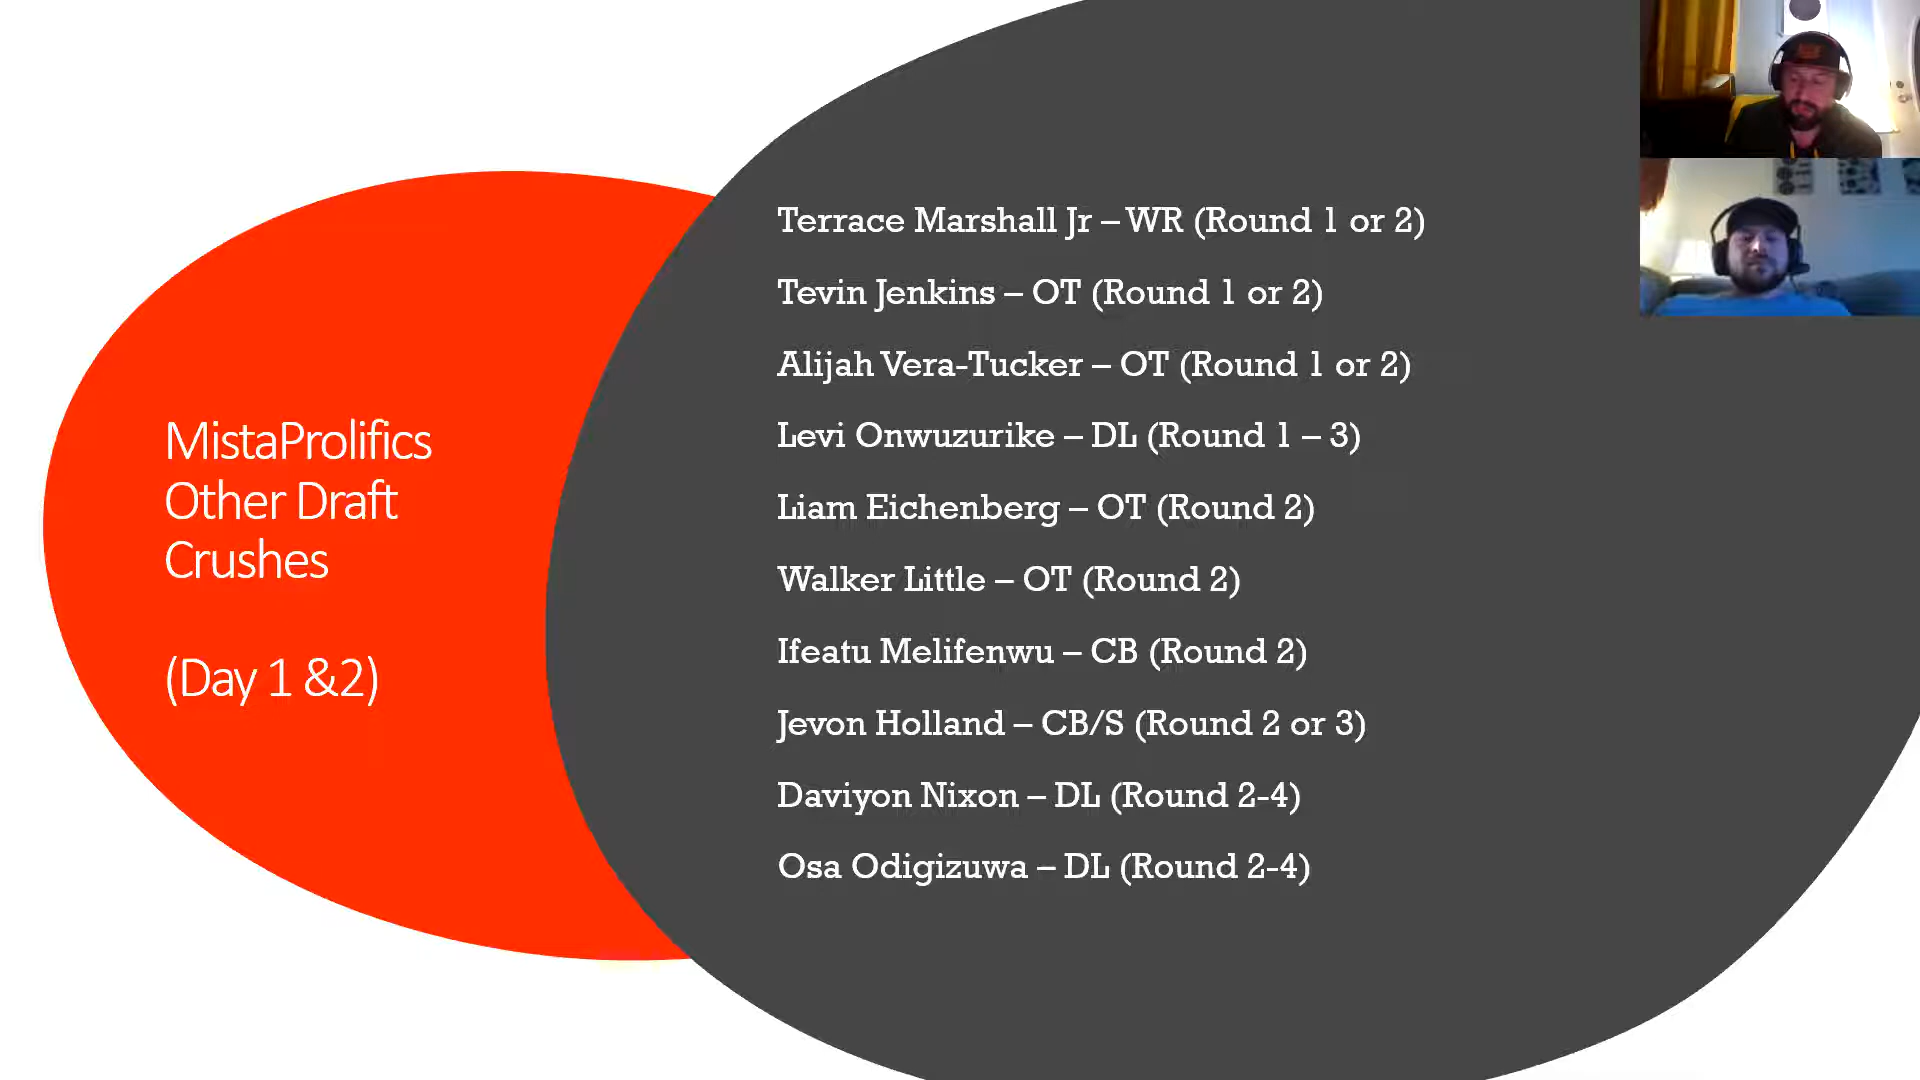 MistaProlifics
Other Draft
Crushes
(Day 1 &2)
Terrace Marshall Jr – WR (Round 1 or 2)
Tevin Jenkins – OT (Round 1 or 2)
Alijah Vera-Tucker – OT (Round 1 or 2)
Levi Onwuzurike – DL (Round 1 – 3)
Liam Eichenberg – OT (Round 2)
Walker Little – OT (Round 2)
Ifeatu Melifenwu – CB (Round 2)
Jevon Holland – CB/S (Round 2 or 3)
Daviyon Nixon – DL (Round 2-4)
Osa Odigizuwa – DL (Round 2-4)